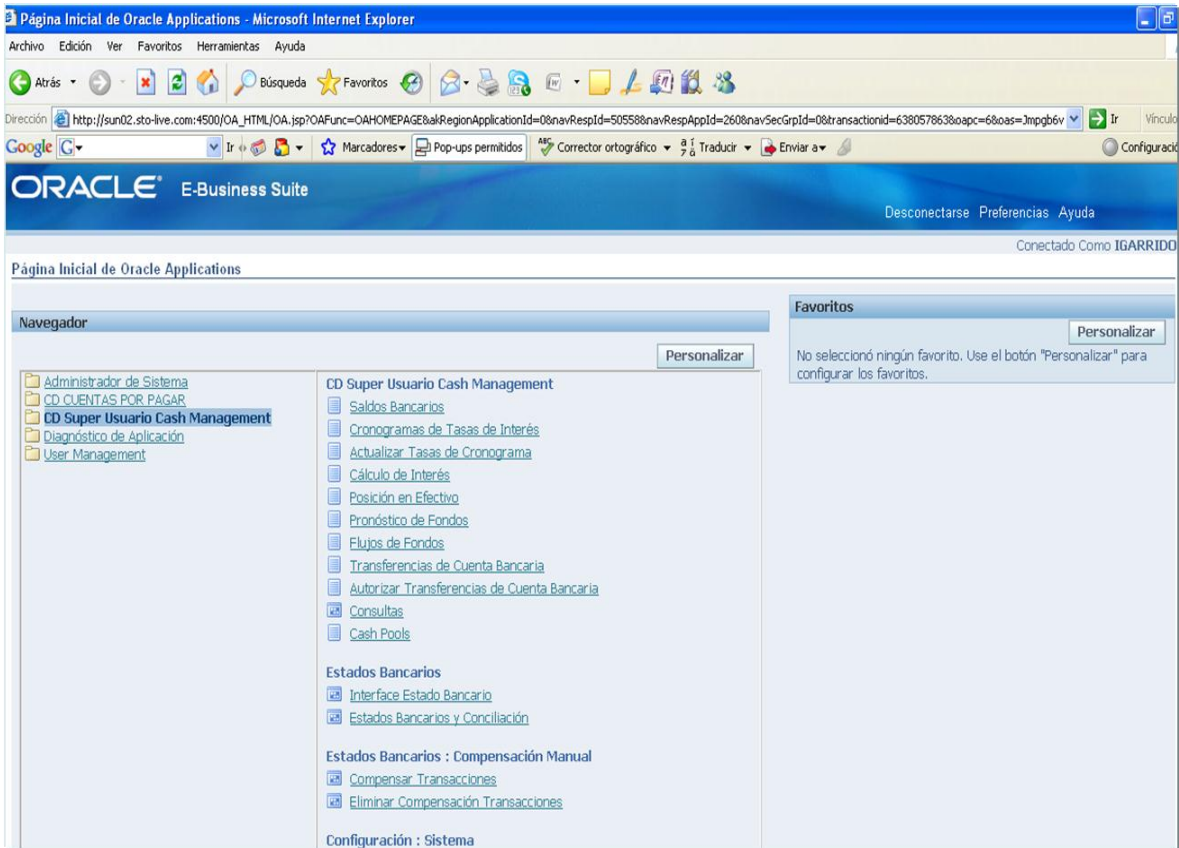 Página Inicial de Oracle Applications - Microsoft Internet Explorer
Archivo Edición Ver Favoritos Herramientas Ayuda
Atrás Búsqueda Favoritos
Dirección http://sun02.sto-live.com:4500/OA_HTML/OA.jsp?OAFunc=OAHOMEPAGE&akRegionApplicationId=0&navRespId=50558&navRespAppId=260&navSecGrpId=0&transactionid=638057863&oapc=6&oas=Jmpgb6v Ir Vínculo
Google Ir Marcadores Pop-ups permitidos Corrector ortográfico Traducir Enviar a Configuració
ORACLE E-Business Suite
Desconectarse Preferencias Ayuda
Conectado Como IGARRIDO
Página Inicial de Oracle Applications
Navegador
Personalizar
Administrador de Sistema
CD CUENTAS POR PAGAR
CD Super Usuario Cash Management
Diagnóstico de Aplicación
User Management
CD Super Usuario Cash Management
Saldos Bancarios
Cronogramas de Tasas de Interés
Actualizar Tasas de Cronograma
Cálculo de Interés
Posición en Efectivo
Pronóstico de Fondos
Flujos de Fondos
Transferencias de Cuenta Bancaria
Autorizar Transferencias de Cuenta Bancaria
Consultas
Cash Pools
Estados Bancarios
Interface Estado Bancario
Estados Bancarios y Conciliación
Estados Bancarios : Compensación Manual
Compensar Transacciones
Eliminar Compensación Transacciones
Configuración : Sistema
Favoritos
Personalizar
No seleccionó ningún favorito. Use el botón "Personalizar" para
configurar los favoritos.